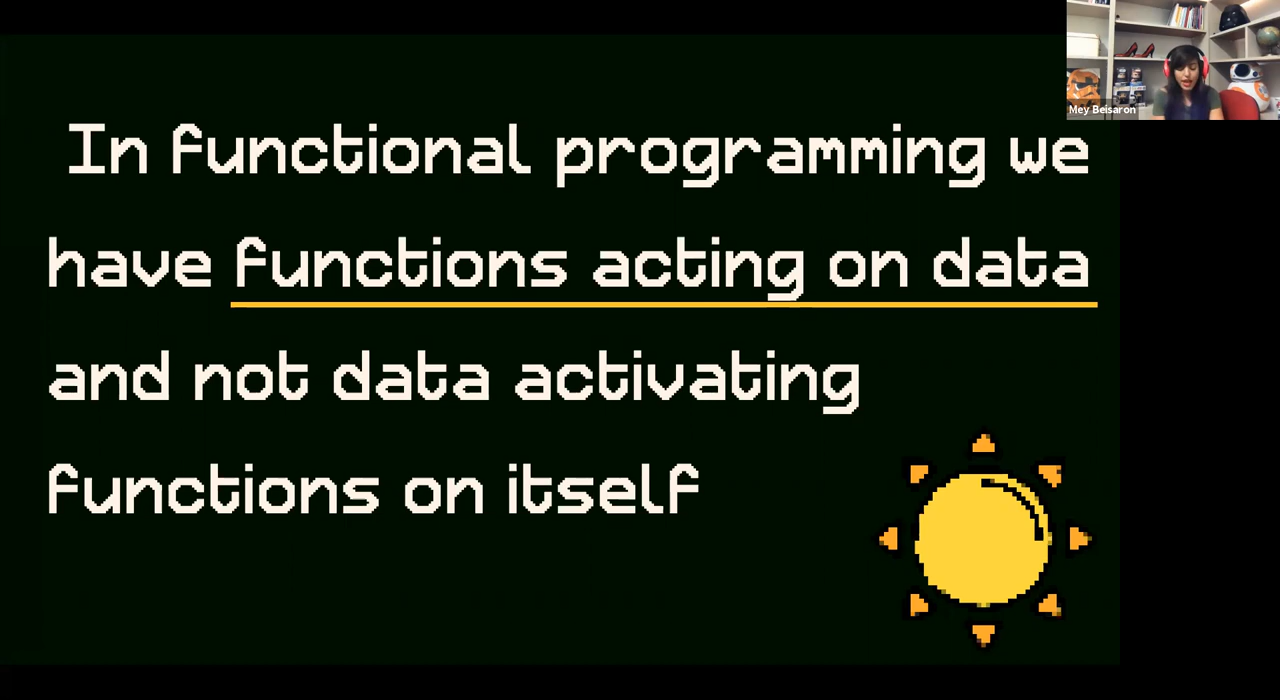 In functional programming we
have functions acting on data
and not data activating
functions on itself
Mey Beisaron